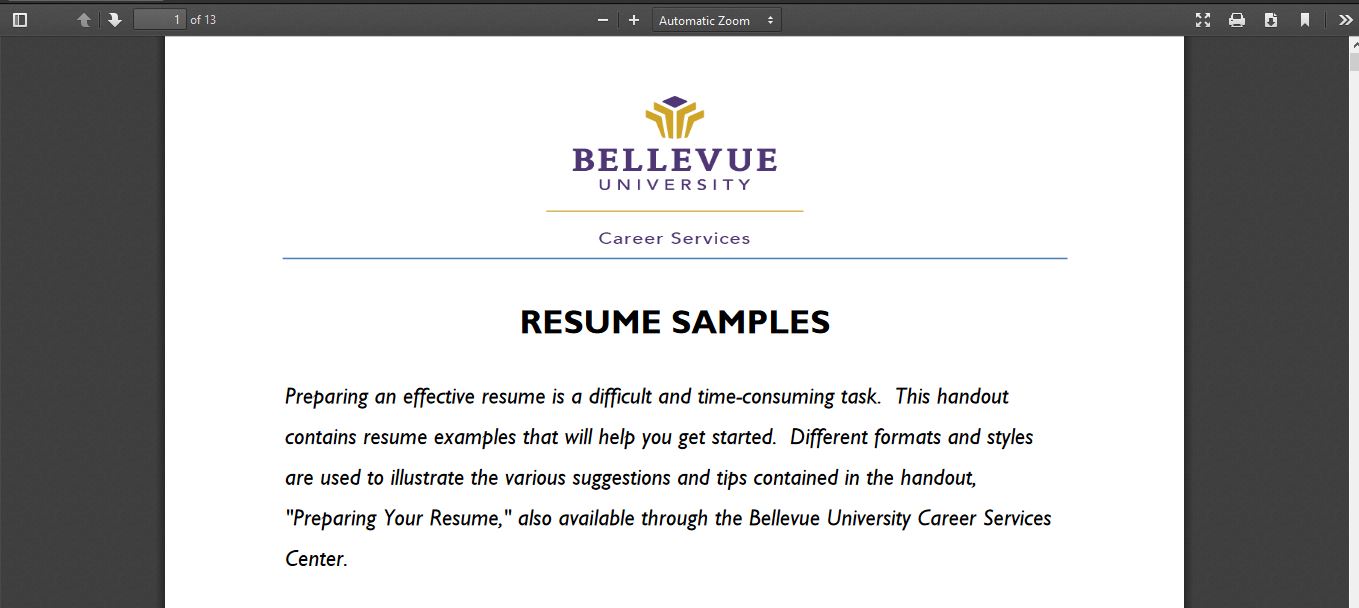 1 of 13 Automatic Zoom
BELLEVUE
UNIVERSITY
Career Services
RESUME SAMPLES
Preparing an effective resume is a difficult and time-consuming task.  This handout
contains resume examples that will help you get started.  Different formats and styles
are used to illustrate the various suggestions and tips contained in the handout,
"Preparing Your Resume," also available through the Bellevue University Career Services
Center.